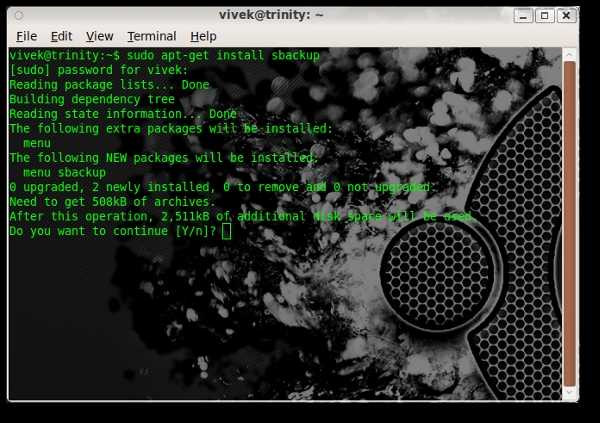 vivek@trinity: ~
File Edit View Terminal Help
vivek@trinity:~$ sudo apt-get install sbackup
[sudo] password for vivek:
Reading package lists... Done
Building dependency tree
Reading state information... Done
The following extra packages will be installed:
menu
The following NEW packages will be installed:
menu sbackup
0 upgraded, 2 newly installed, 0 to remove and 0 not upgraded.
Need to get 508kB of archives.
After this operation, 2,511kB of additional disk space will be used.
Do you want to continue [Y/n]?